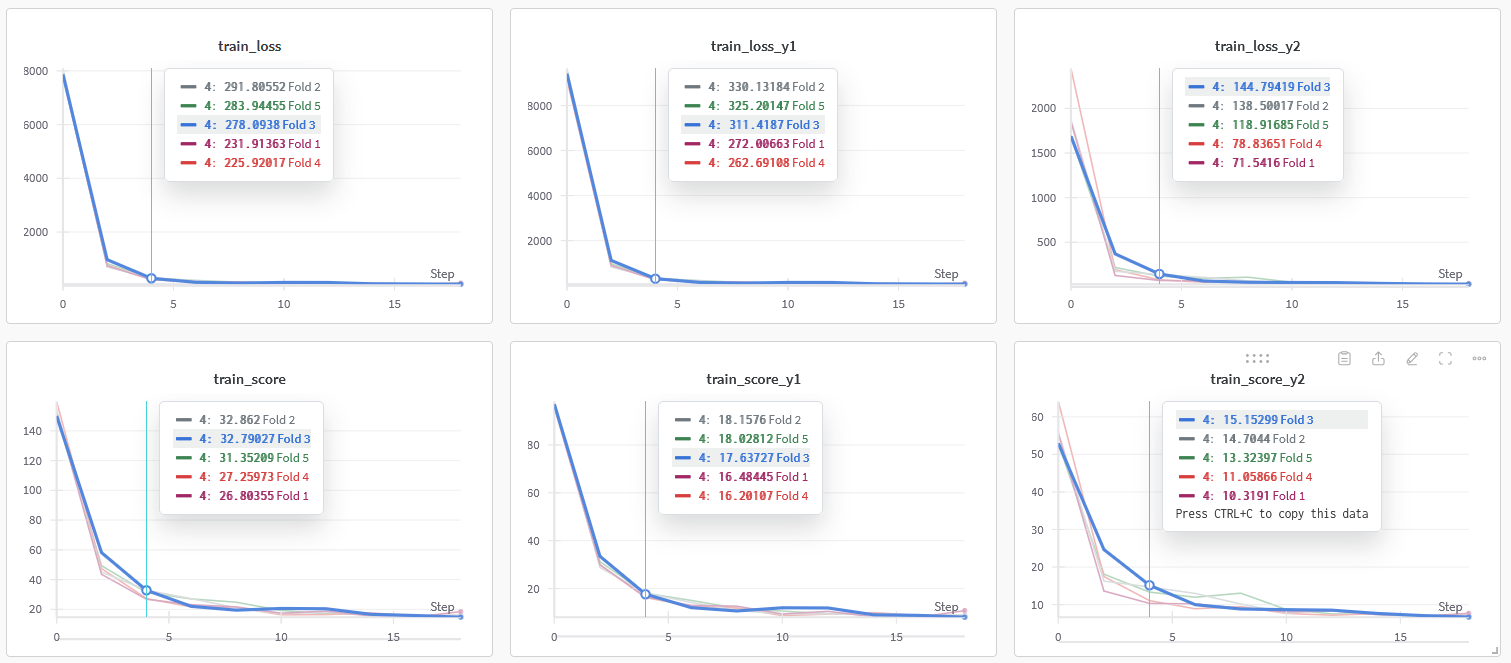 train_loss
8000
6000
4000
2000
4: 291.80552 Fold 2
4: 283.94455 Fold 5
4: 278.0938 Fold 3
4: 231.91363 Fold 1
4: 225.92017 Fold 4
Step
0 5 10 15
train_loss_y1
8000
6000
4000
2000
4: 330.13184 Fold 2
4: 325.20147 Fold 5
4: 311.4187 Fold 3
4: 272.00663 Fold 1
4: 262.69108 Fold 4
Step
0 5 10 15
train_loss_y2
2000
1500
1000
500
4: 144.79419 Fold 3
4: 138.50017 Fold 2
4: 118.91685 Fold 5
4: 78.83651 Fold 4
4: 71.5416 Fold 1
Step
0 5 10 15
train_score
140
120
100
80
60
40
20
4: 32.862 Fold 2
4: 32.79027 Fold 3
4: 31.35209 Fold 5
4: 27.25973 Fold 4
4: 26.80355 Fold 1
Step
0 5 10 15
train_score_y1
80
60
40
20
4: 18.1576 Fold 2
4: 18.02812 Fold 5
4: 17.63727 Fold 3
4: 16.48445 Fold 1
4: 16.20107 Fold 4
Step
0 5 10 15
train_score_y2
60
50
40
30
20
10
4: 15.15299 Fold 3
4: 14.7044 Fold 2
4: 13.32397 Fold 5
4: 11.05866 Fold 4
4: 10.3191 Fold 1
Press CTRL+C to copy this data
Step
0 5 10 15